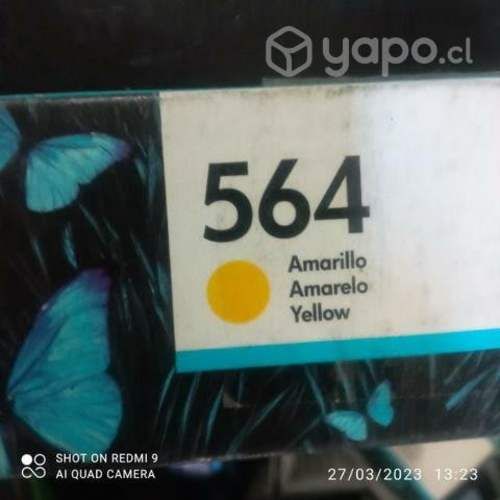 yapo.cl
564
Amarillo
Amarelo
Yellow
SHOT ON REDMI 9
AI QUAD CAMERA
27/03/2023 13:23